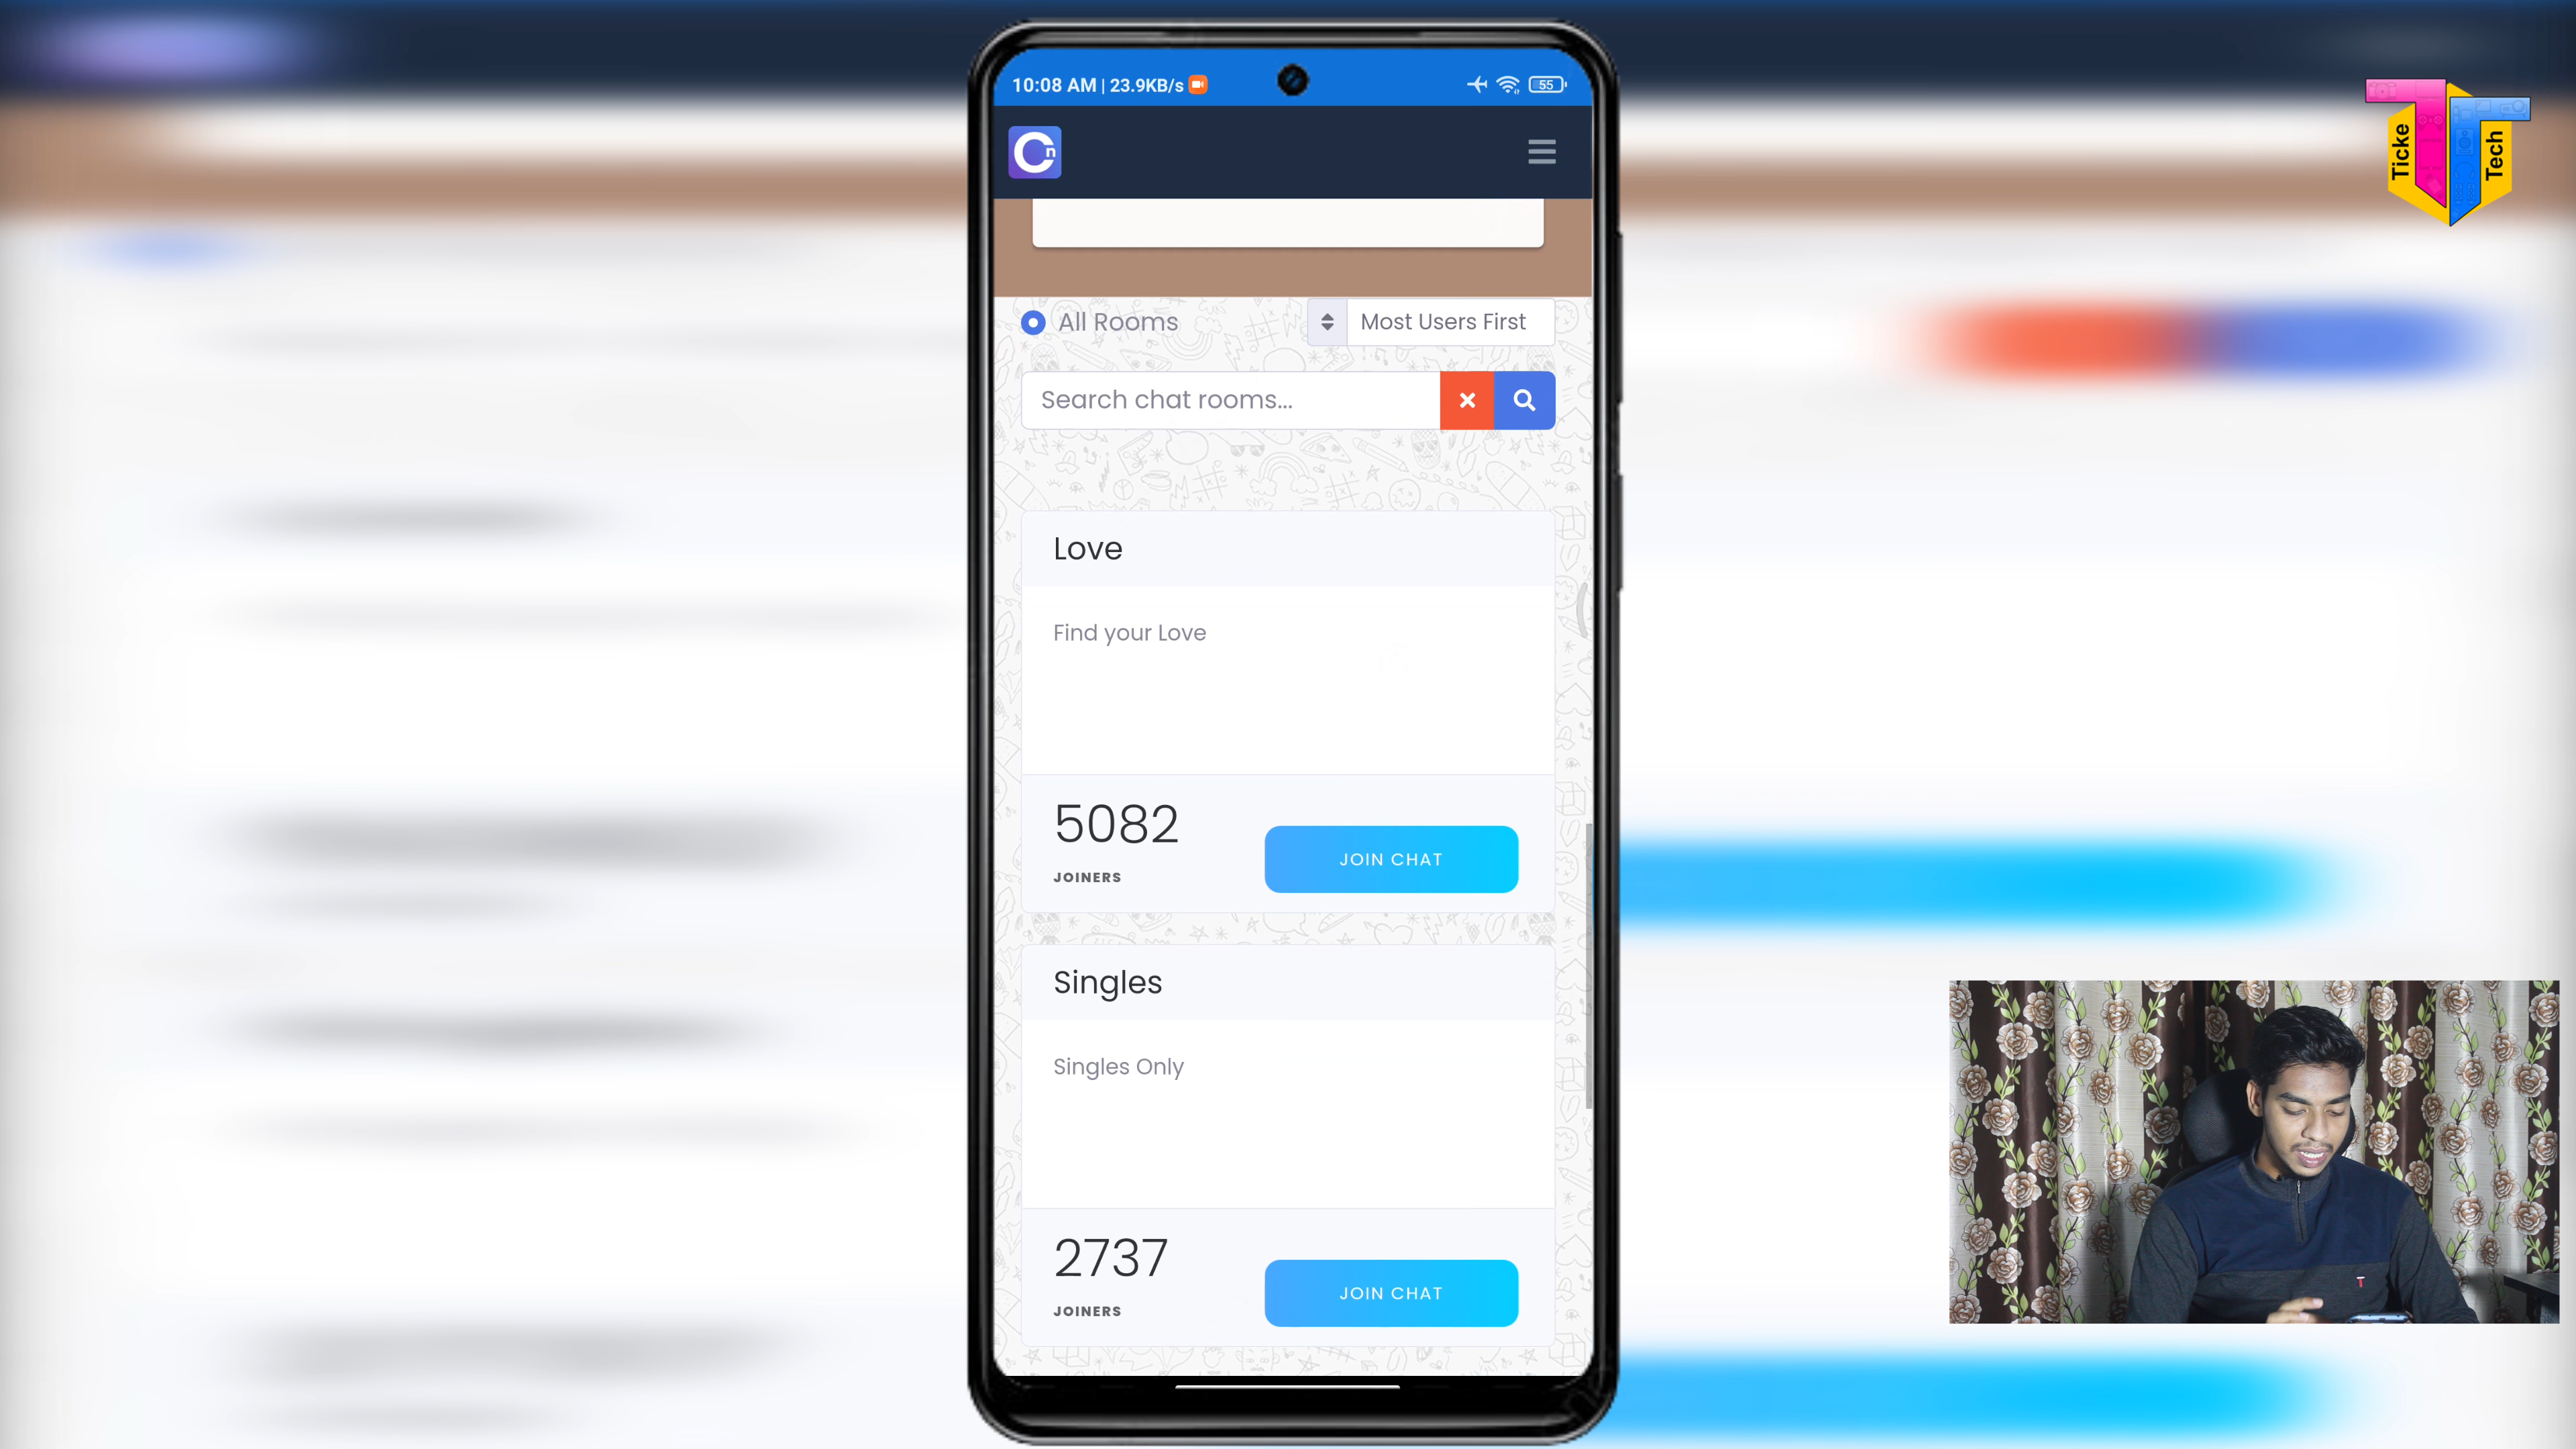 10:08 AM | 23.9KB/s
55
Cn
Ticke
Tech
All Rooms
Most Users First
Search chat rooms...
Love
Find your Love
5082
JOINERS
JOIN CHAT
Singles
Singles Only
2737
JOINERS
JOIN CHAT
T